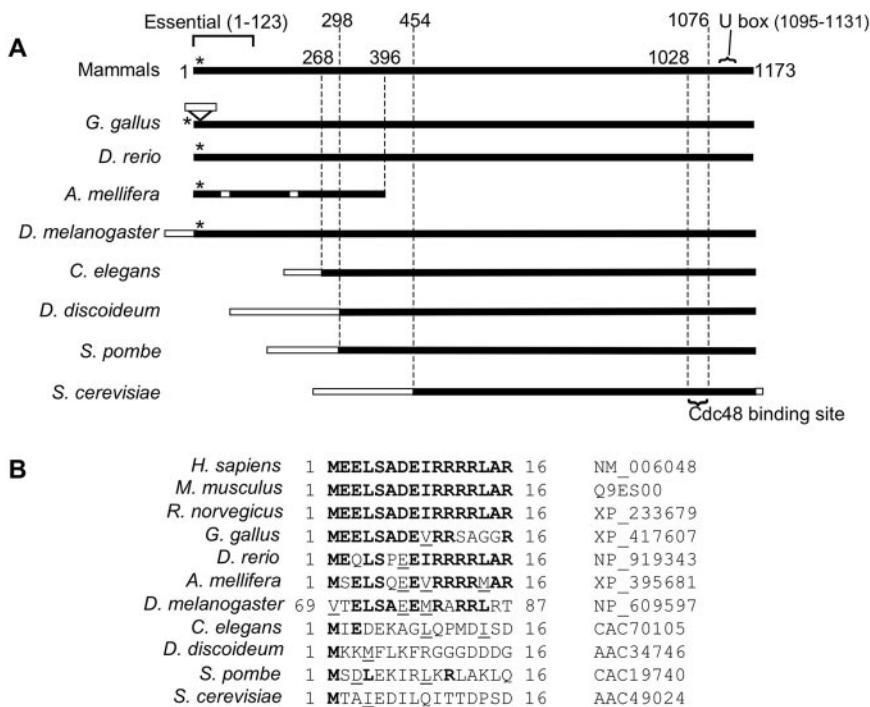 Essential (1-123) 298 454 1076 U box (1095-1131)
A
268 396 1028
Mammals 1 * 1173
G. gallus *
D. rerio *
A. mellifera *
D. melanogaster *
C. elegans
D. discoideum
S. pombe
S. cerevisiae
Cdc48 binding site
B
H. sapiens 1 MEELSADEIRRRRLAR 16 NM_006048
M. musculus 1 MEELSADEIRRRRLAR 16 Q9ES00
R. norvegicus 1 MEELSADEIRRRRLAR 16 XP_233679
G. gallus 1 MEELSADEVRRSAGGR 16 XP_417607
D. rerio 1 MEQLSPEEIRRRRLAR 16 NP_919343
A. mellifera 1 MSELSQEEVRRRRMAR 16 XP_395681
D. melanogaster 69 VTELSAEEMRARRLRT 87 NP_609597
C. elegans 1 MIEDEKAGLQPMDISD 16 CAC70105
D. discoideum 1 MKKMFLKFRGGGDDDG 16 AAC34746
S. pombe 1 MSDLEKIRLKRLAKLQ 16 CAC19740
S. cerevisiae 1 MTAIEDILQITTDPSD 16 AAC49024